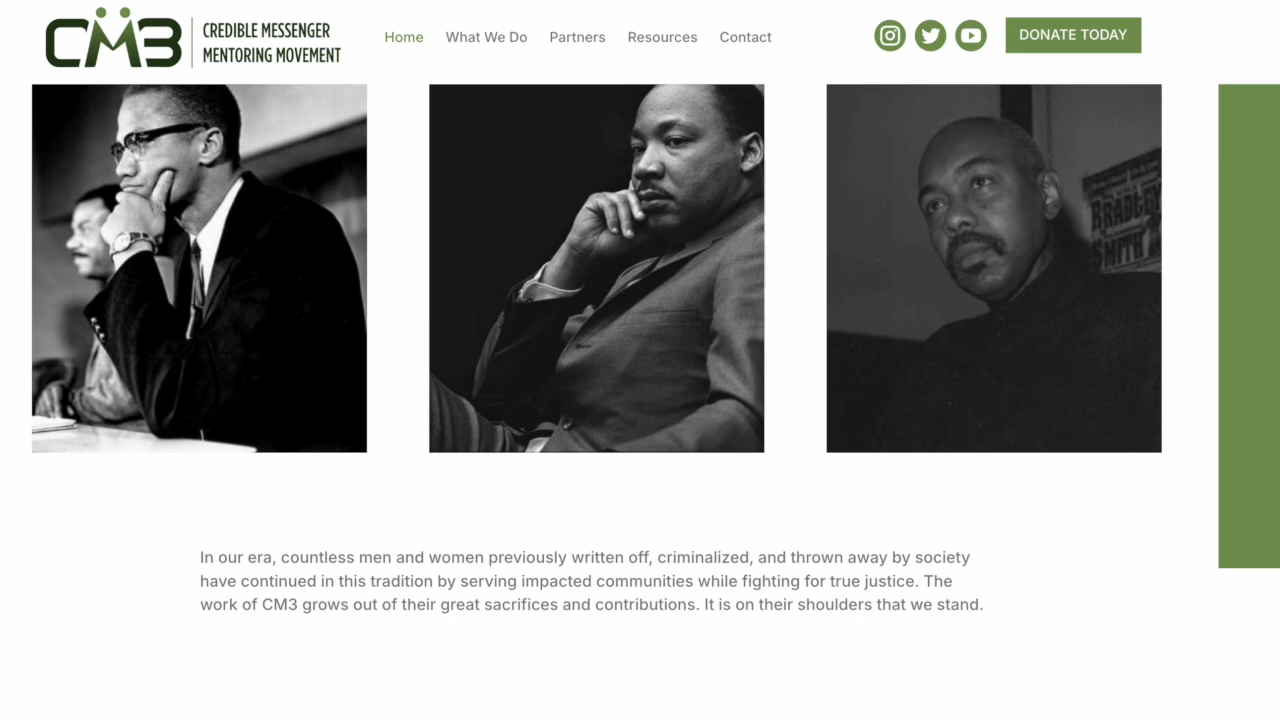 CM3
CREDIBLE MESSENGER
MENTORING MOVEMENT
Home What We Do Partners Resources Contact
DONATE TODAY
BRADLEY
SMITH
In our era, countless men and women previously written off, criminalized, and thrown away by society
have continued in this tradition by serving impacted communities while fighting for true justice. The
work of CM3 grows out of their great sacrifices and contributions. It is on their shoulders that we stand.